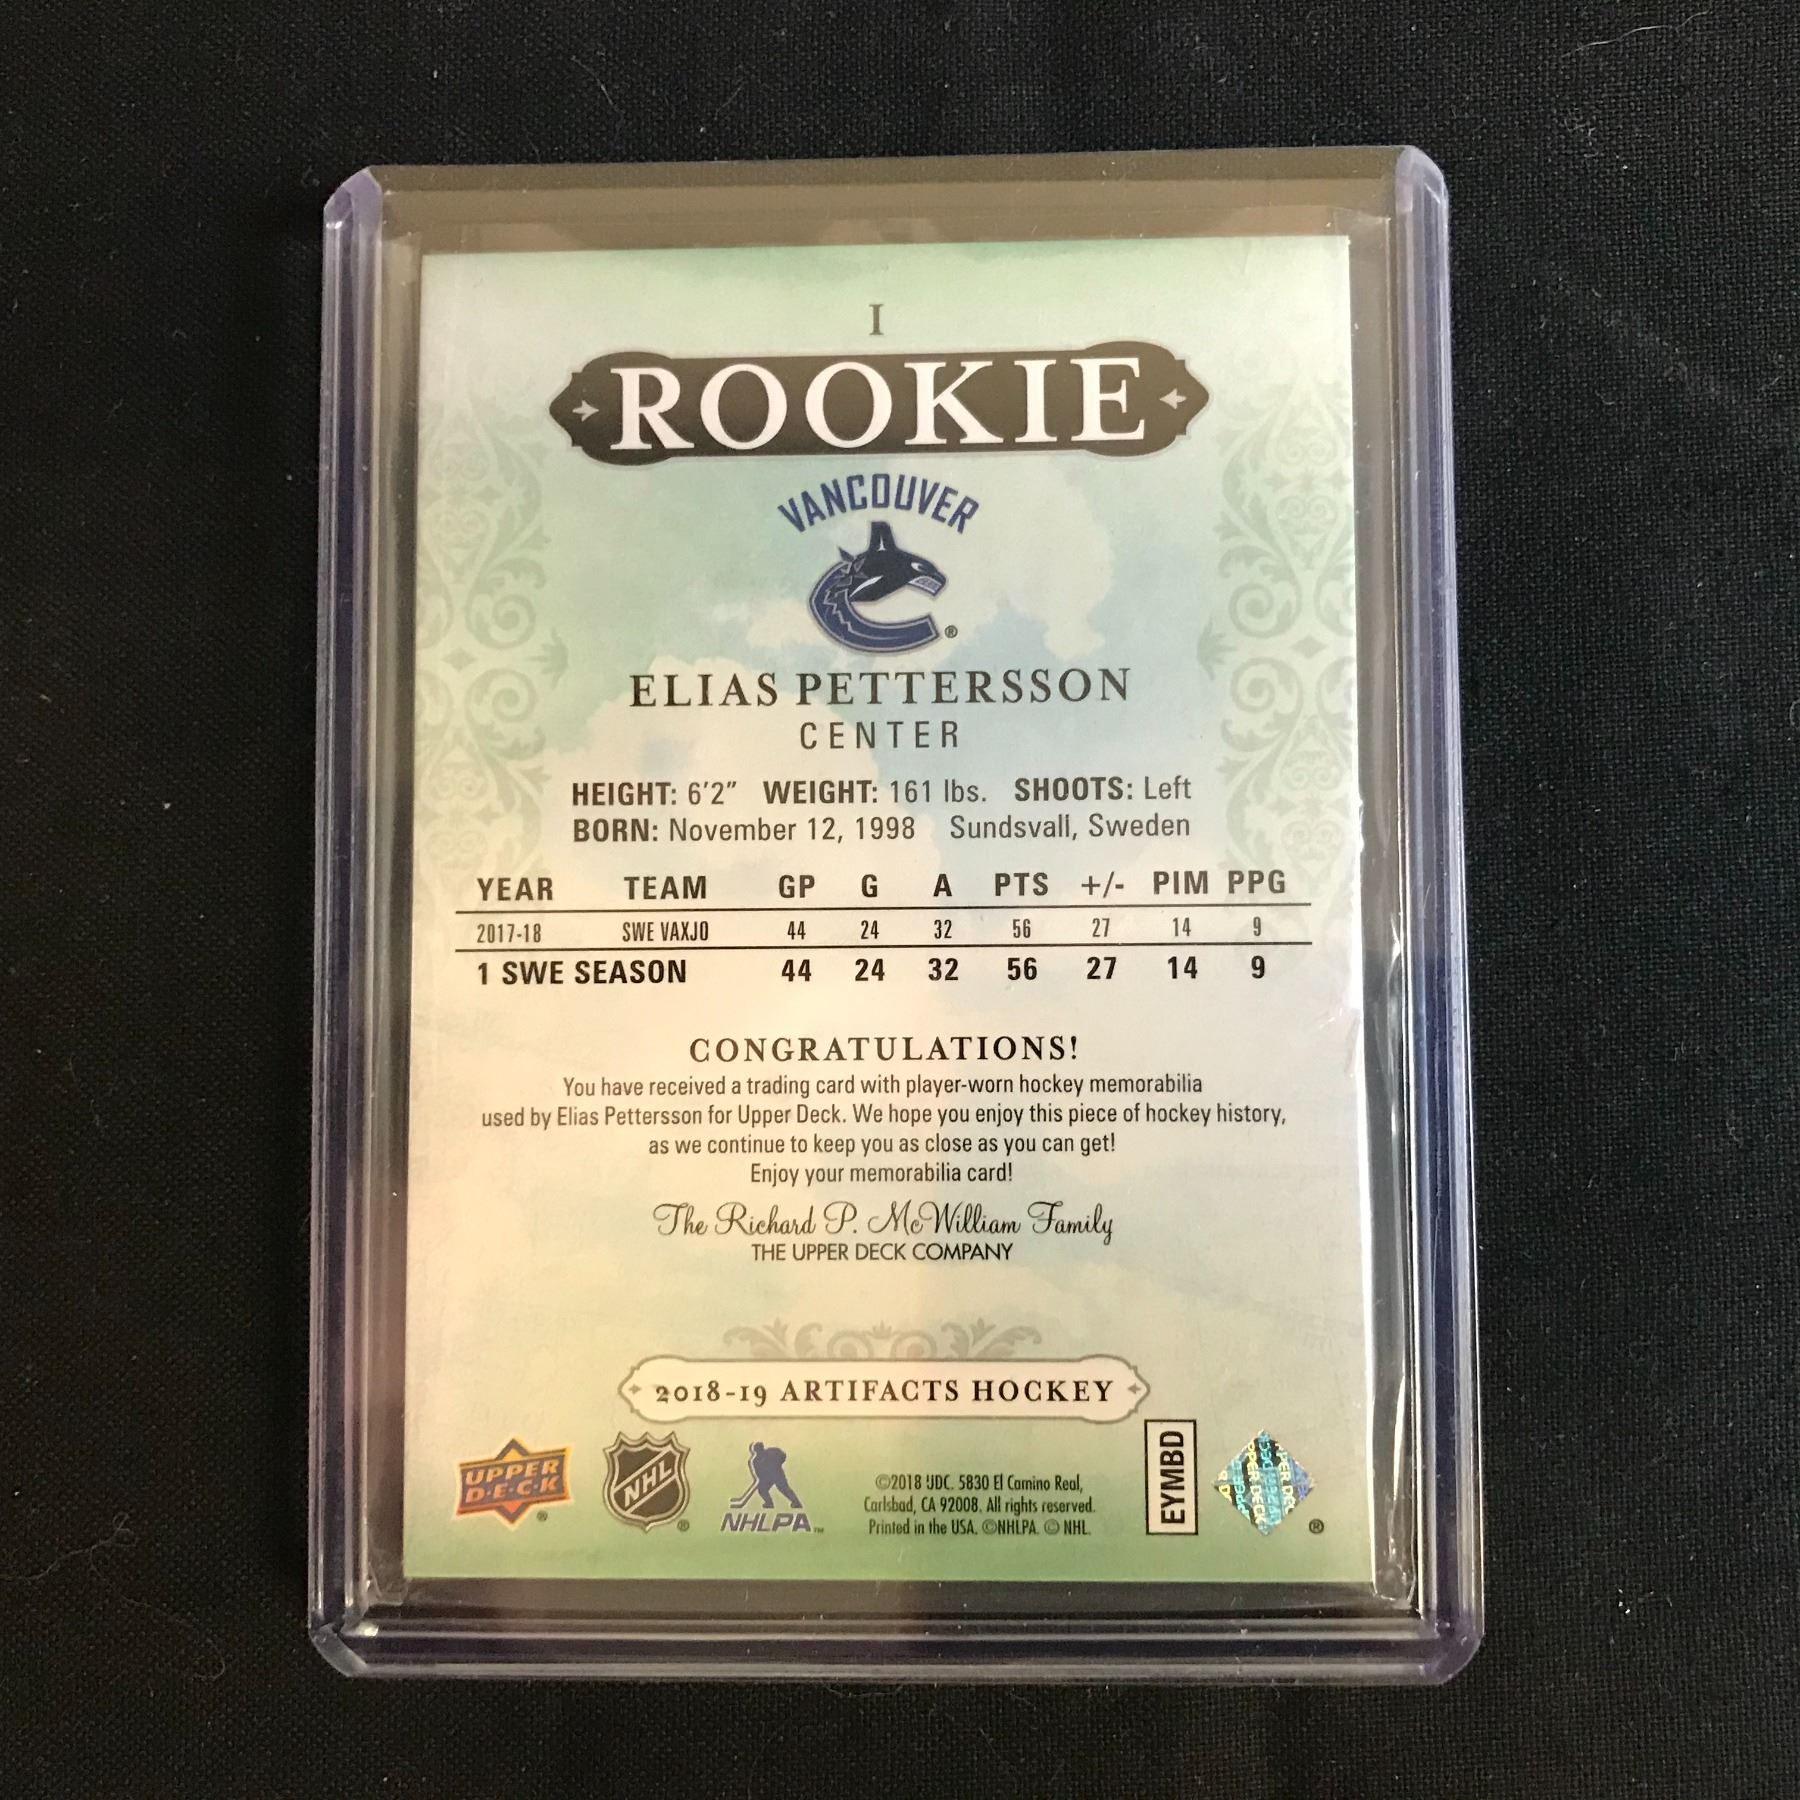 I
ROOKIE
VANCOUVER
®
ELIAS PETTERSSON
CENTER
HEIGHT: 6'2" WEIGHT: 161 lbs. SHOOTS: Left
BORN: November 12, 1998 Sundsvall, Sweden
YEAR TEAM GP G A PTS +/- PIM PPG
2017-18 SWE VAXJO 44 24 32 56 27 14 9
1 SWE SEASON 44 24 32 56 27 14 9
CONGRATULATIONS!
You have received a trading card with player-worn hockey memorabilia
used by Elias Pettersson for Upper Deck. We hope you enjoy this piece of hockey history,
as we continue to keep you as close as you can get!
Enjoy your memorabilia card!
The Richard P. McWilliam Family
THE UPPER DECK COMPANY
2018-19 ARTIFACTS HOCKEY
UPPER
D·E·C·K ®
NHL ®
NHLPA™
©2018 UDC. 5830 El Camino Real,
Carlsbad, CA 92008. All rights reserved.
Printed in the USA. ©NHLPA. © NHL.
EYMBD
®